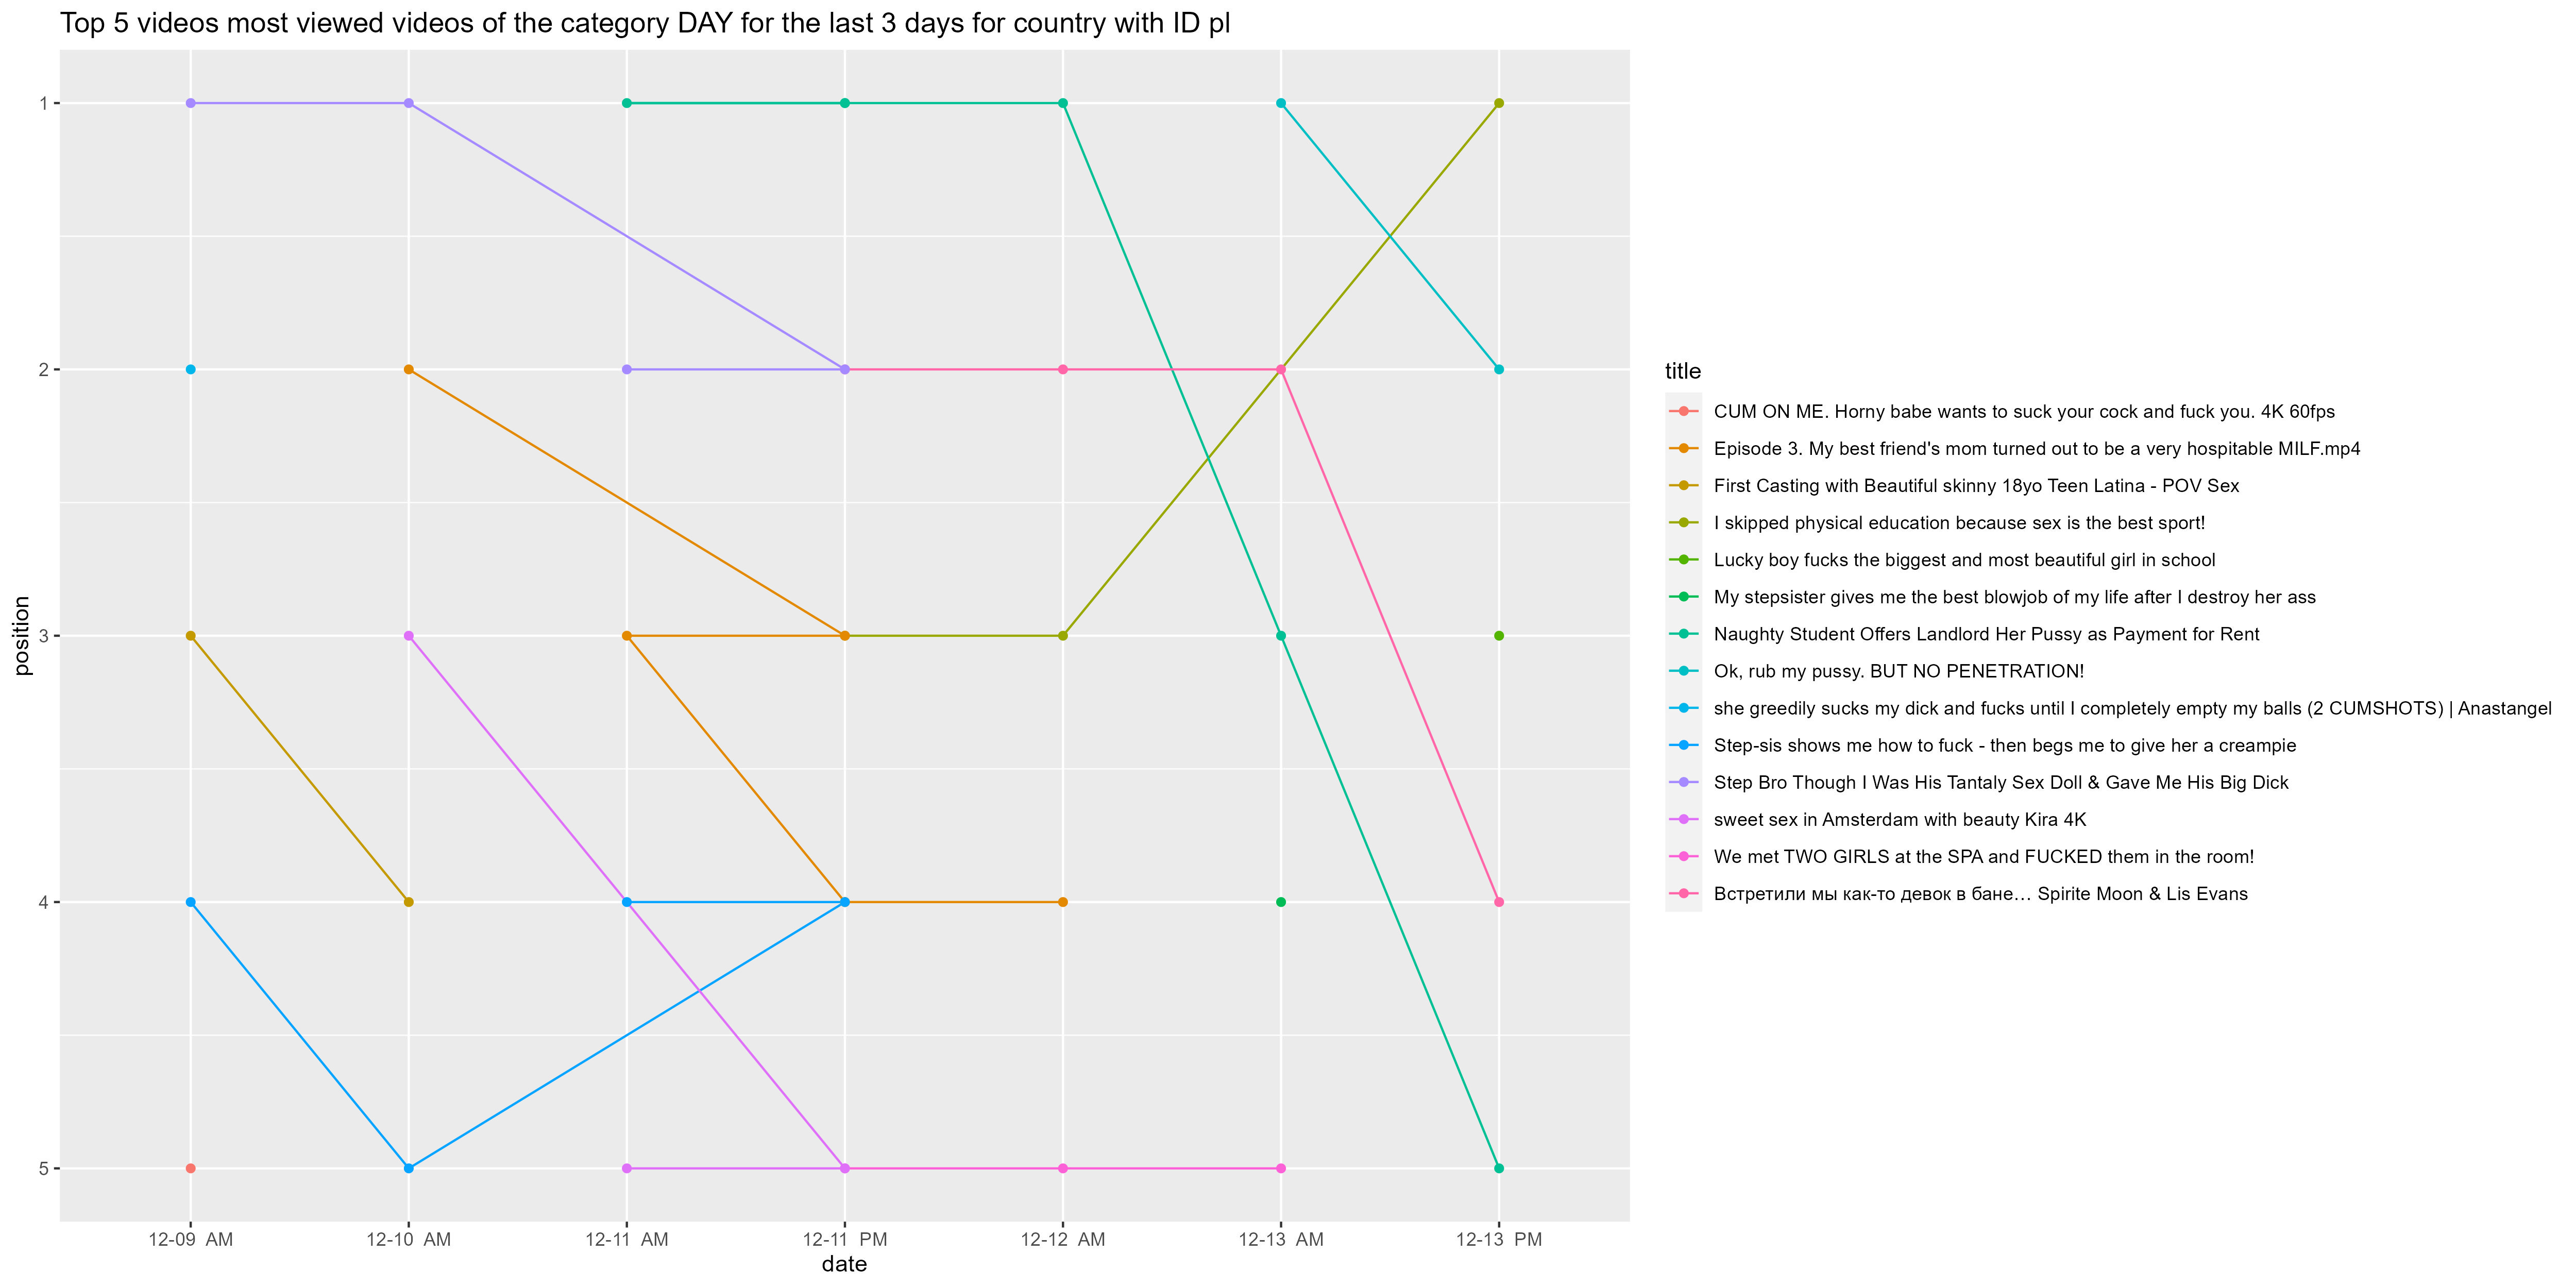 Top 5 videos most viewed videos of the category DAY for the last 3 days for country with ID pl
position
1
2
3
4
5
12-09 AM
12-10 AM
12-11 AM
12-11 PM
12-12 AM
12-13 AM
12-13 PM
date
title
CUM ON ME. Horny babe wants to suck your cock and fuck you. 4K 60fps
Episode 3. My best friend's mom turned out to be a very hospitable MILF.mp4
First Casting with Beautiful skinny 18yo Teen Latina - POV Sex
I skipped physical education because sex is the best sport!
Lucky boy fucks the biggest and most beautiful girl in school
My stepsister gives me the best blowjob of my life after I destroy her ass
Naughty Student Offers Landlord Her Pussy as Payment for Rent
Ok, rub my pussy. BUT NO PENETRATION!
she greedily sucks my dick and fucks until I completely empty my balls (2 CUMSHOTS) | Anastangel
Step-sis shows me how to fuck - then begs me to give her a creampie
Step Bro Though I Was His Tantaly Sex Doll & Gave Me His Big Dick
sweet sex in Amsterdam with beauty Kira 4K
We met TWO GIRLS at the SPA and FUCKED them in the room!
Встретили мы как-то девок в бане… Spirite Moon & Lis Evans